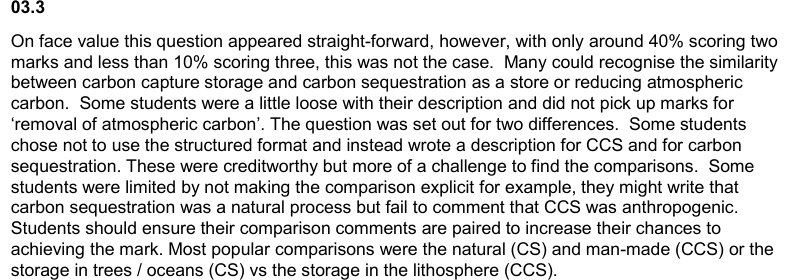 03.3
On face value this question appeared straight-forward, however, with only around 40% scoring two
marks and less than 10% scoring three, this was not the case.  Many could recognise the similarity
between carbon capture storage and carbon sequestration as a store or reducing atmospheric
carbon.  Some students were a little loose with their description and did not pick up marks for
‘removal of atmospheric carbon’. The question was set out for two differences.  Some students
chose not to use the structured format and instead wrote a description for CCS and for carbon
sequestration. These were creditworthy but more of a challenge to find the comparisons.  Some
students were limited by not making the comparison explicit for example, they might write that
carbon sequestration was a natural process but fail to comment that CCS was anthropogenic.
Students should ensure their comparison comments are paired to increase their chances to
achieving the mark. Most popular comparisons were the natural (CS) and man-made (CCS) or the
storage in trees / oceans (CS) vs the storage in the lithosphere (CCS).